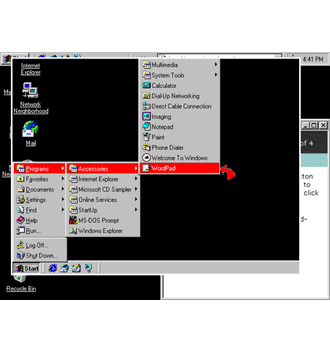 Internet
Explorer
4:41 PM
Network
Neighborhood
Mail
Multimedia
System Tools
Calculator
Dial-Up Networking
Direct Cable Connection
Imaging
Notepad
Paint
Phone Dialer
Welcome To Windows
WordPad
of 4
ton
to
click
Programs
Favorites
Documents
Settings
Find
Help
Run...
Log Off...
Shut Down...
Accessories
Internet Explorer
Microsoft CD Sampler
Online Services
StartUp
MS-DOS Prompt
Windows Explorer
Start
Recycle Bin